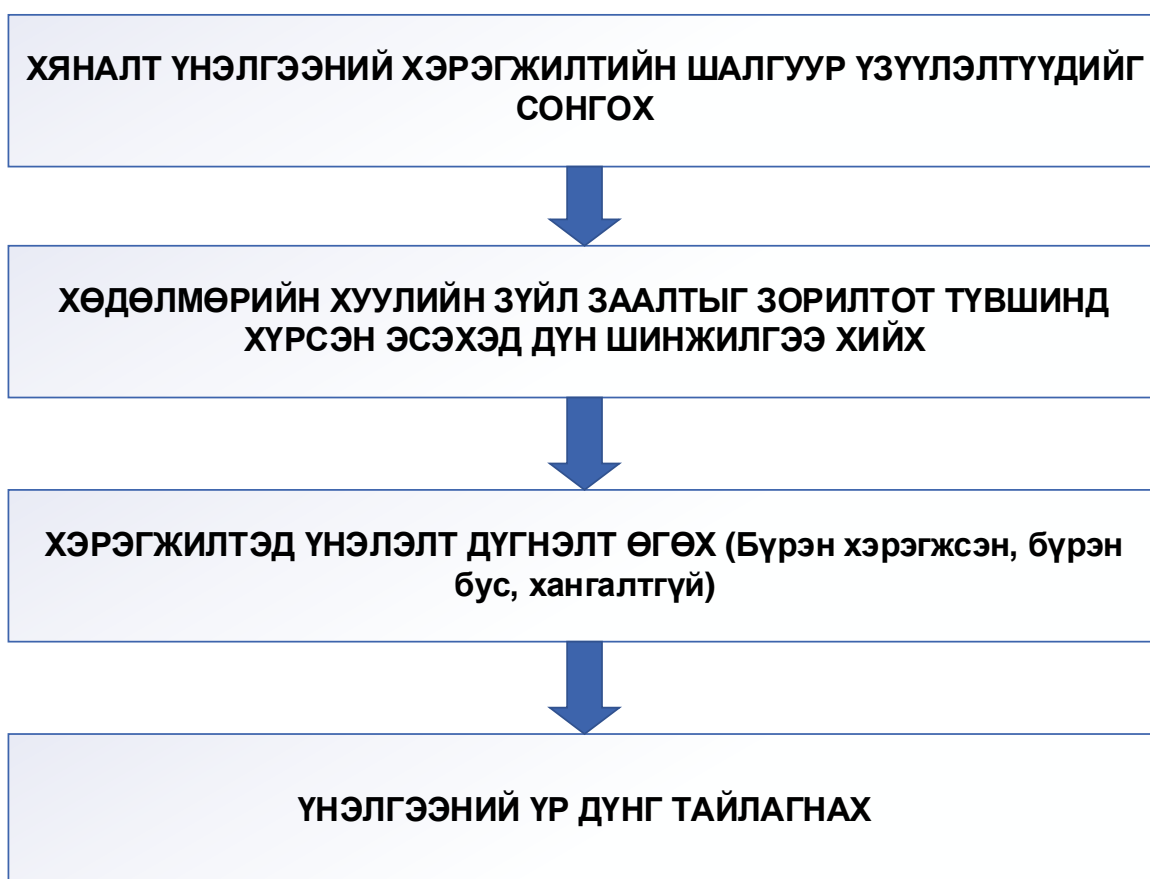 ХЯНАЛТ ҮНЭЛГЭЭНИЙ ХЭРЭГЖИЛТИЙН ШАЛГУУР ҮЗҮҮЛЭЛТҮҮДИЙГ
СОНГОХ
ХӨДӨЛМӨРИЙН ХУУЛИЙН ЗҮЙЛ ЗААЛТЫГ ЗОРИЛТОТ ТҮВШИНД
ХҮРСЭН ЭСЭХЭД ДҮН ШИНЖИЛГЭЭ ХИЙХ
ХЭРЭГЖИЛТЭД ҮНЭЛЭЛТ ДҮГНЭЛТ ӨГӨХ (Бүрэн хэрэгжсэн, бүрэн
бус, хангалтгүй)
ҮНЭЛГЭЭНИЙ ҮР ДҮНГ ТАЙЛАГНАХ